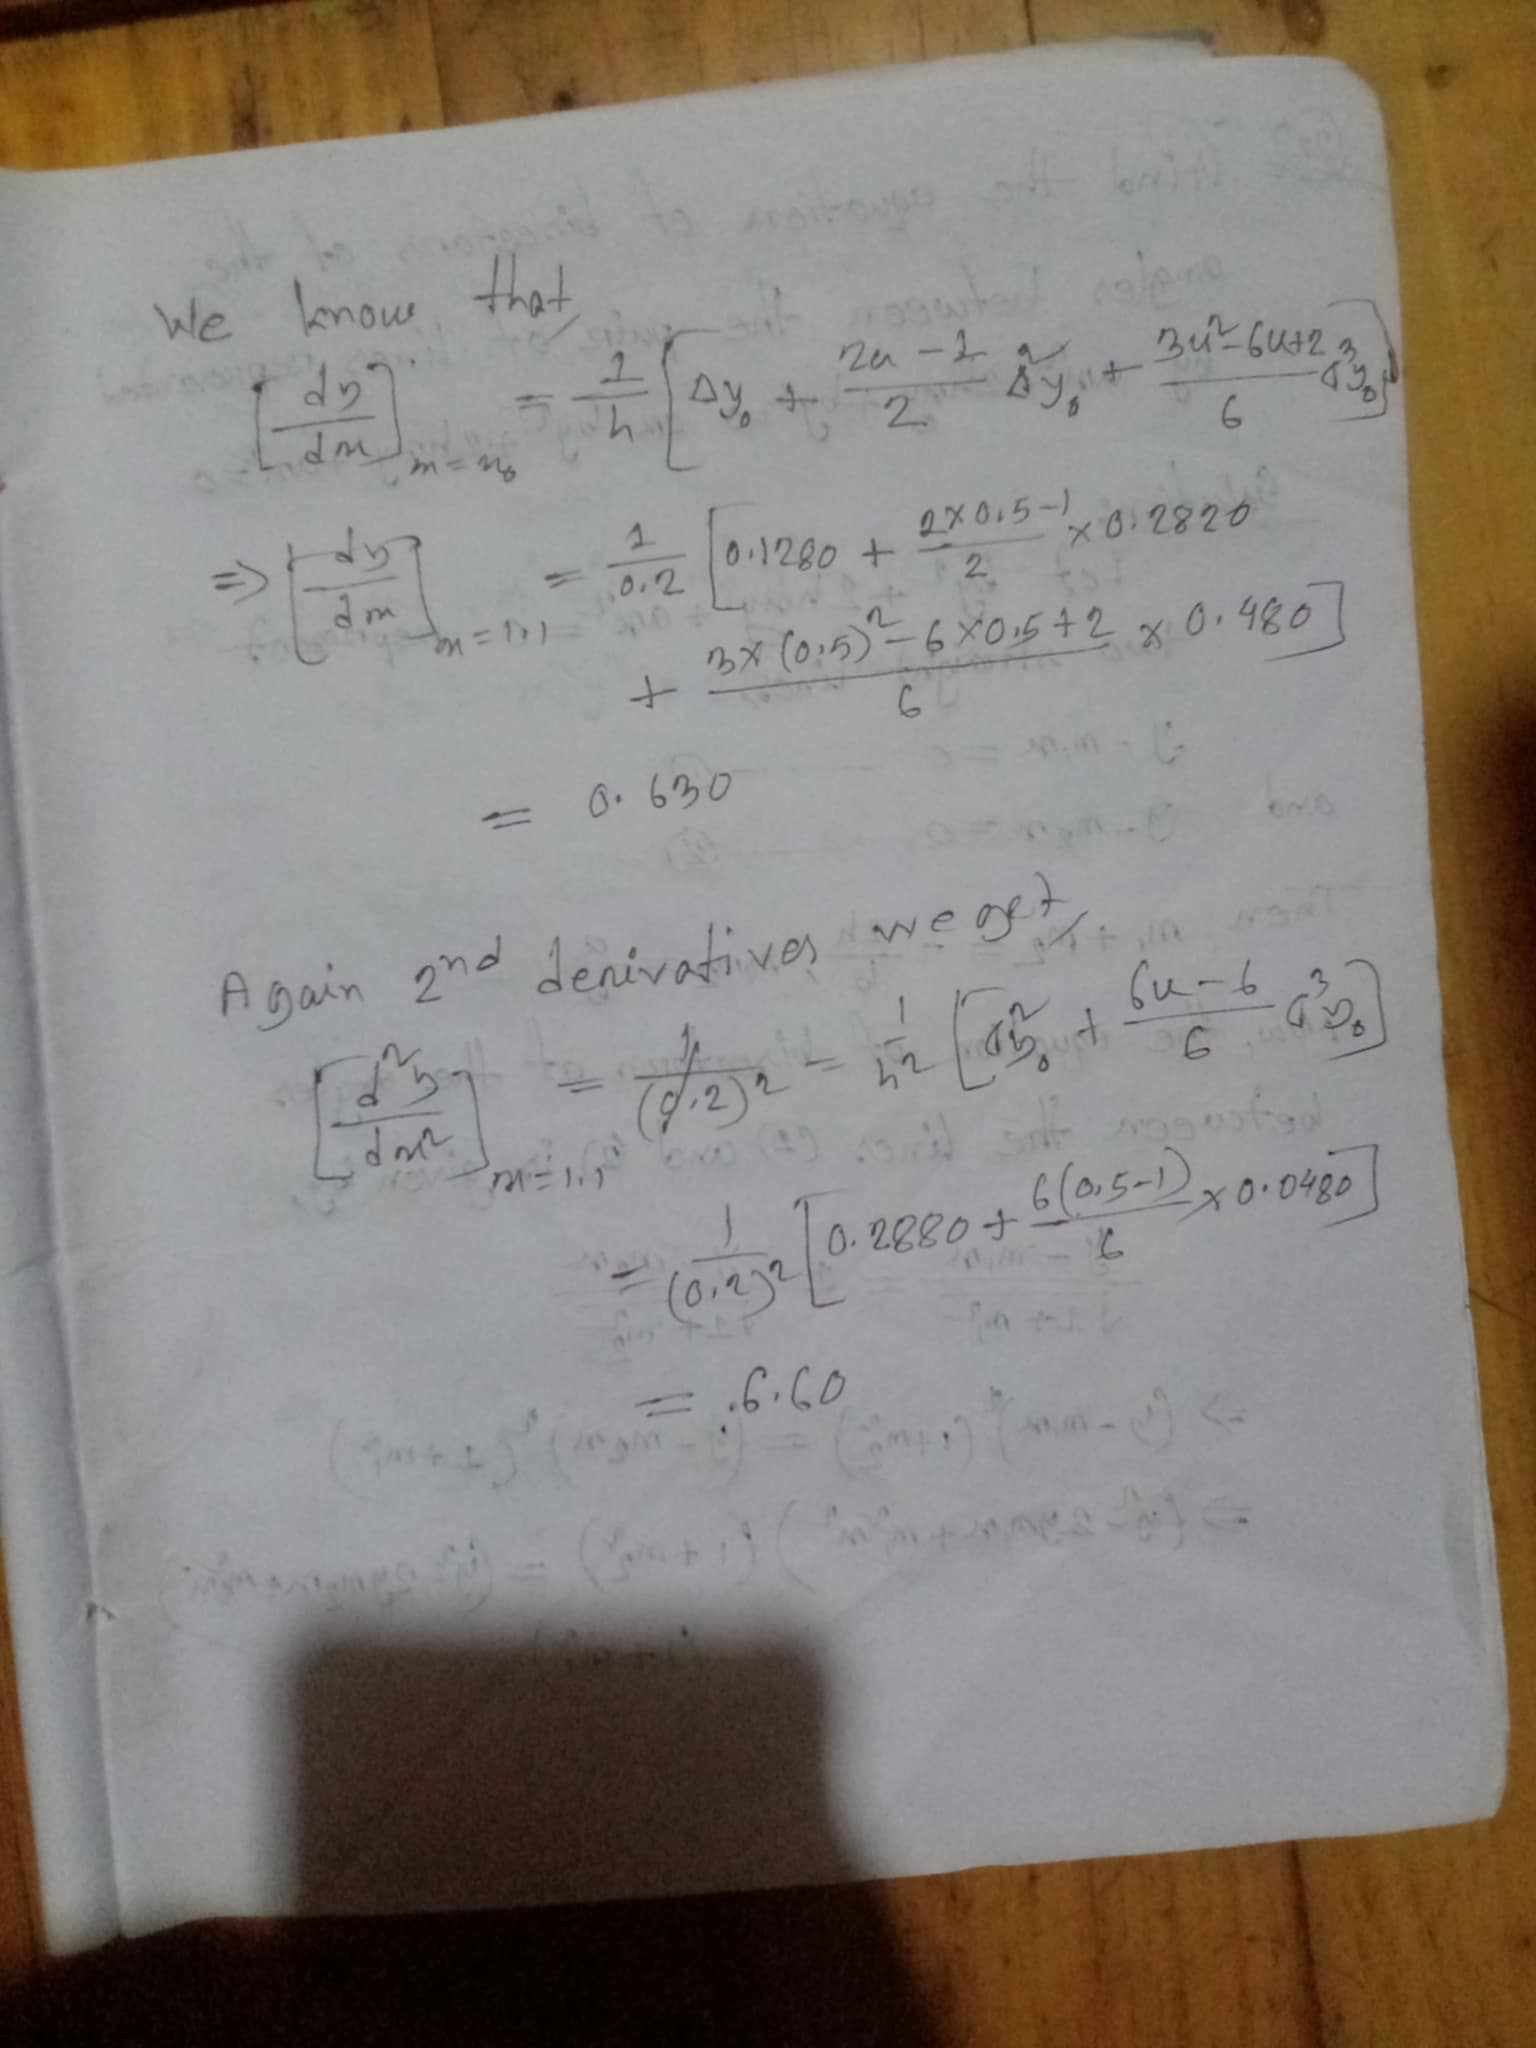 We know that,
[dy/dx]x=x₀ = 1/h [Δy₀ + (2u-1)/2 Δ²y₀ + (3u²-6u+2)/6 Δ³y₀]
⇒ [dy/dx]x=1.1 = 1/0.2 [0.1280 + (2×0.5-1)/2 ×0.2820
+ (3×(0.5)²-6×0.5+2)/6 × 0.480]
= 0.630
Again 2nd derivatives we get,
[d²y/dx²]x=1.1 = 1/(0.2)² = 1/h² [Δ²y₀ + (6u-6)/6 Δ³y₀]
= 1/(0.2)² [0.2880 + 6(0.5-1)/6 ×0.0480]
= .6.60